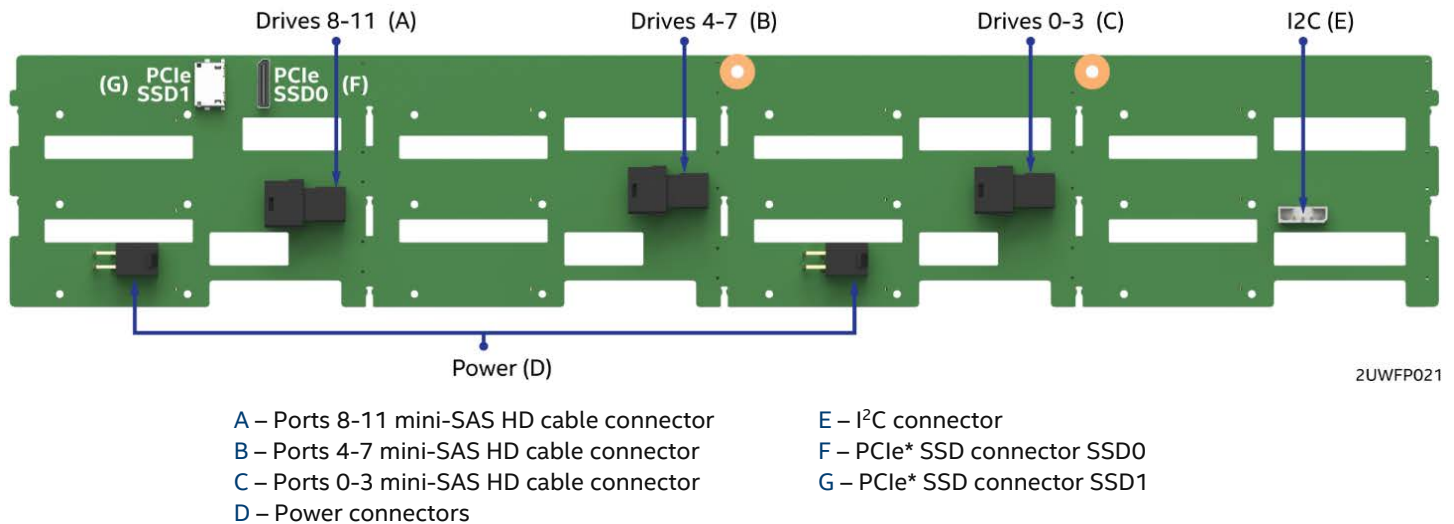 Drives 8-11 (A)
Drives 4-7 (B)
Drives 0-3 (C)
I2C (E)
(G) PCIe SSD1
PCIe SSD0 (F)
Power (D)
2UWFP021
A – Ports 8-11 mini-SAS HD cable connector
B – Ports 4-7 mini-SAS HD cable connector
C – Ports 0-3 mini-SAS HD cable connector
D – Power connectors
E – I²C connector
F – PCIe* SSD connector SSD0
G – PCIe* SSD connector SSD1